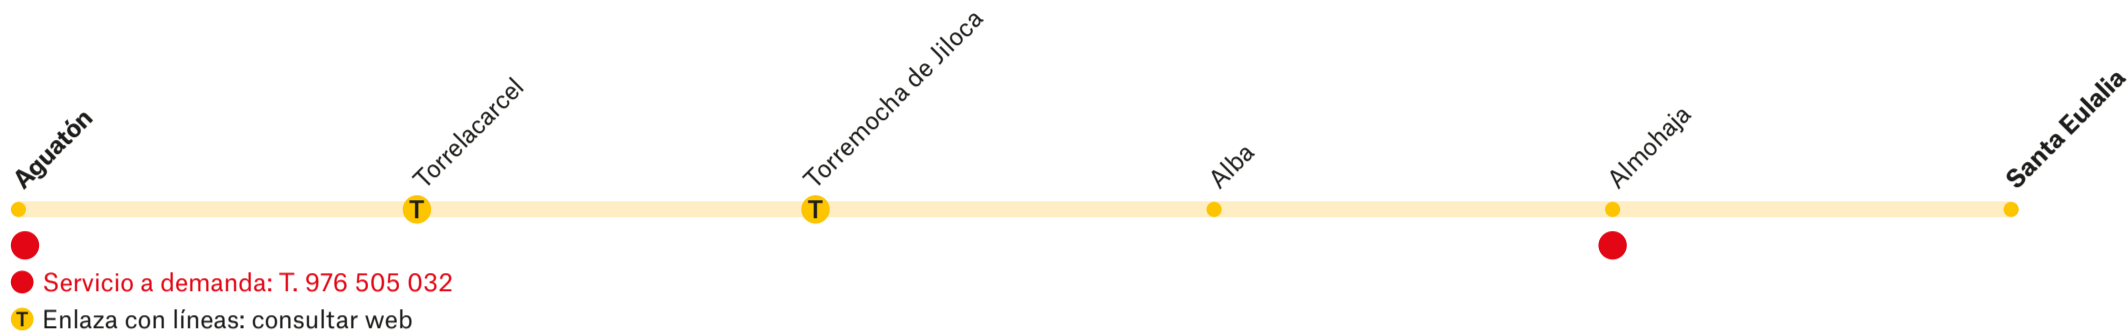 Aguatón
Torrelacarcel
Torremocha de Jiloca
Alba
Almohaja
Santa Eulalia
T
T
Servicio a demanda: T. 976 505 032
T Enlaza con líneas: consultar web